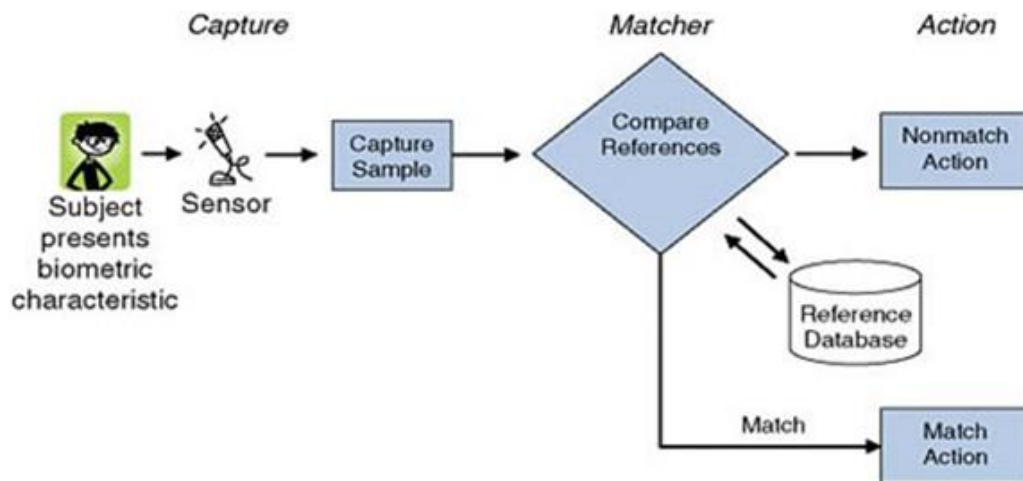 Capture
Matcher
Action
Subject
presents
biometric
characteristic
Sensor
Capture
Sample
Compare
References
Nonmatch
Action
Reference
Database
Match
Match
Action